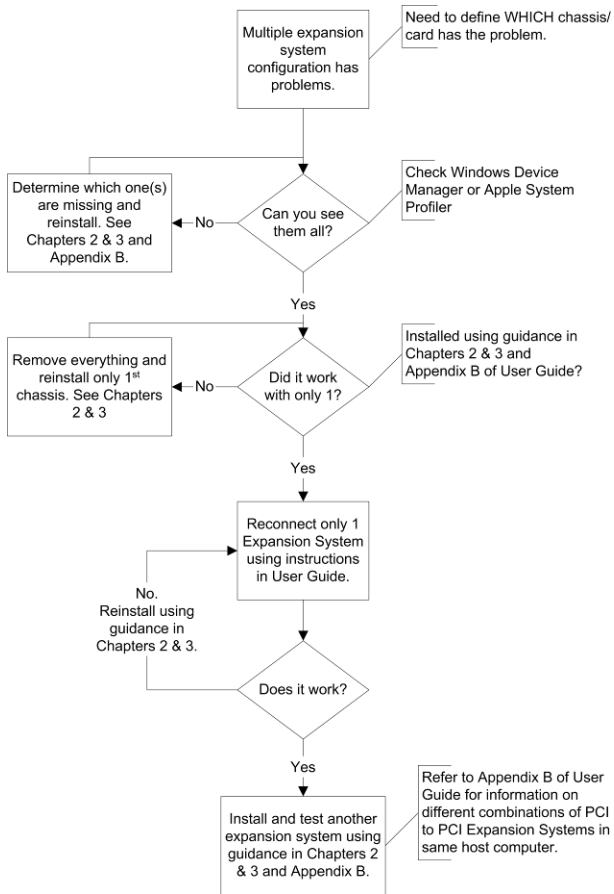 Multiple expansion
system
configuration has
problems.
Need to define WHICH chassis/
card has the problem.
Determine which one(s)
are missing and
reinstall. See
Chapters 2 & 3 and
Appendix B.
No
Can you see
them all?
Check Windows Device
Manager or Apple System
Profiler
Yes
Remove everything and
reinstall only 1st
chassis. See Chapters
2 & 3
No
Did it work
with only 1?
Installed using guidance in
Chapters 2 & 3 and
Appendix B of User Guide?
Yes
Reconnect only 1
Expansion System
using instructions
in User Guide.
No.
Reinstall using
guidance in
Chapters 2 & 3.
Does it work?
Yes
Install and test another
expansion system using
guidance in Chapters 2
& 3 and Appendix B.
Refer to Appendix B of User
Guide for information on
different combinations of PCI
to PCI Expansion Systems in
same host computer.